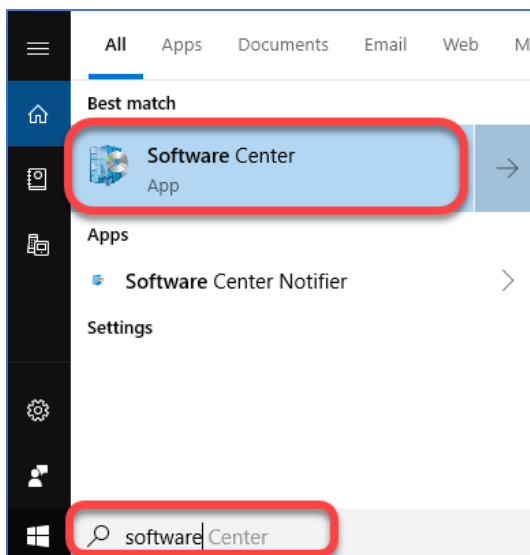 All Apps Documents Email Web M
Best match
Software Center
App
Apps
Software Center Notifier
Settings
software Center